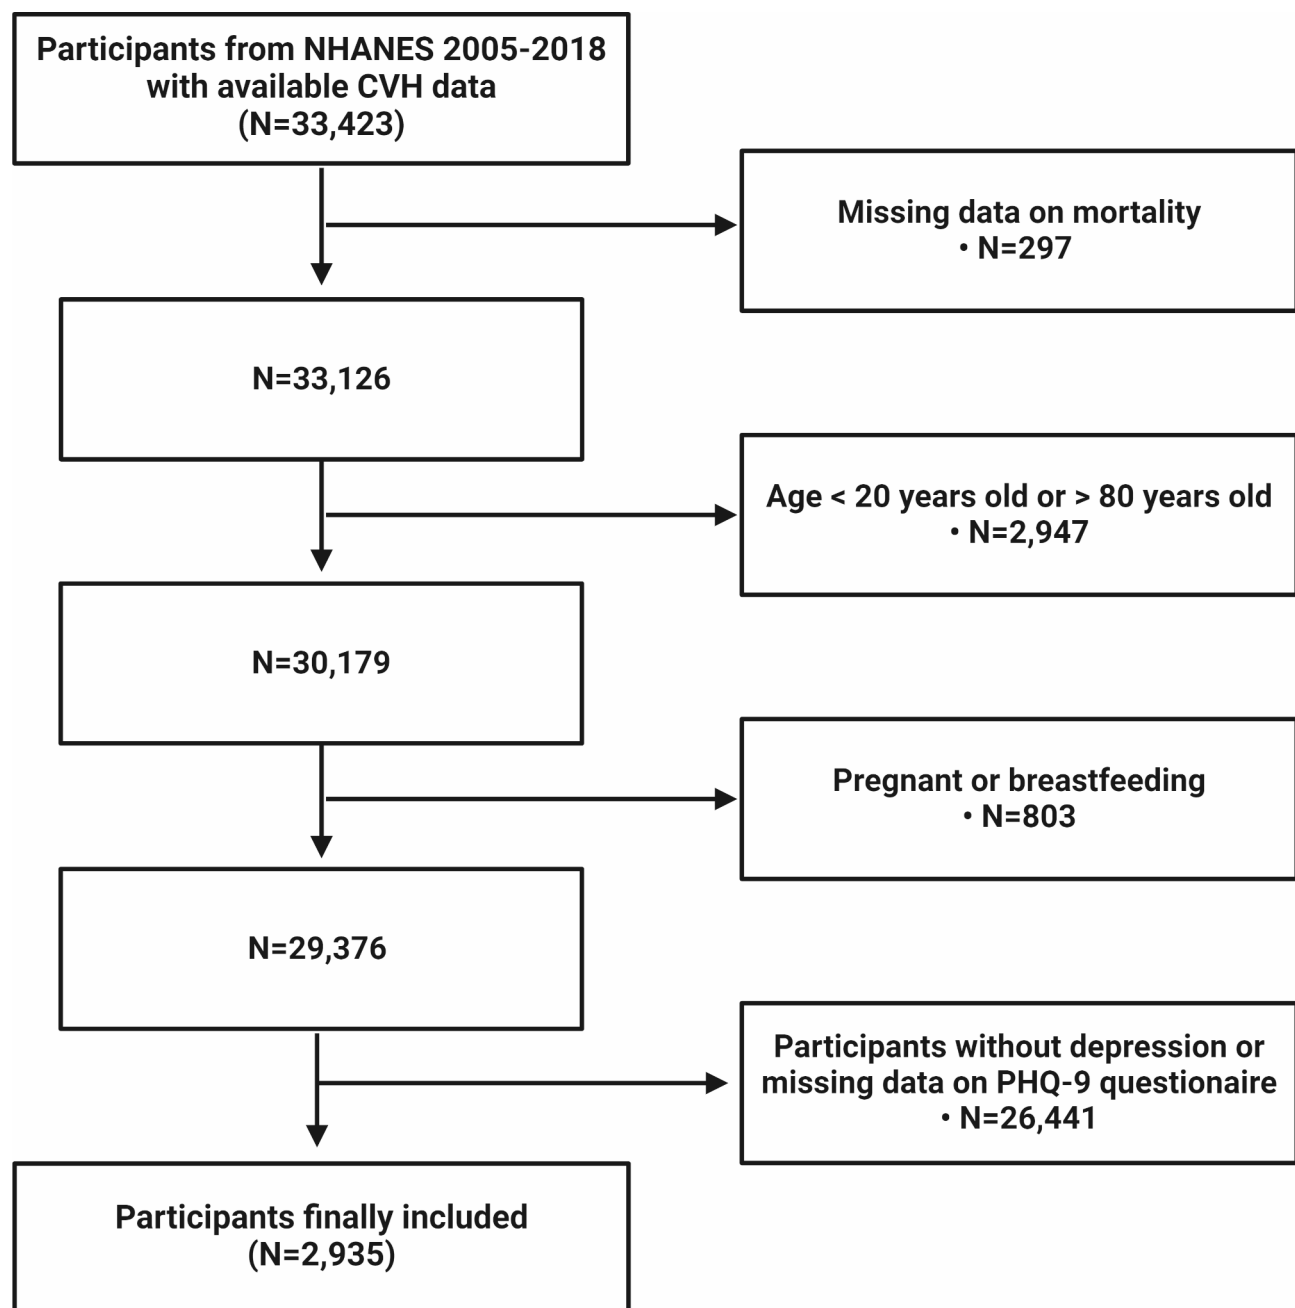 Participants from NHANES 2005-2018
with available CVH data
(N=33,423)
Missing data on mortality
• N=297
N=33,126
Age < 20 years old or > 80 years old
• N=2,947
N=30,179
Pregnant or breastfeeding
• N=803
N=29,376
Participants without depression or
missing data on PHQ-9 questionaire
• N=26,441
Participants finally included
(N=2,935)